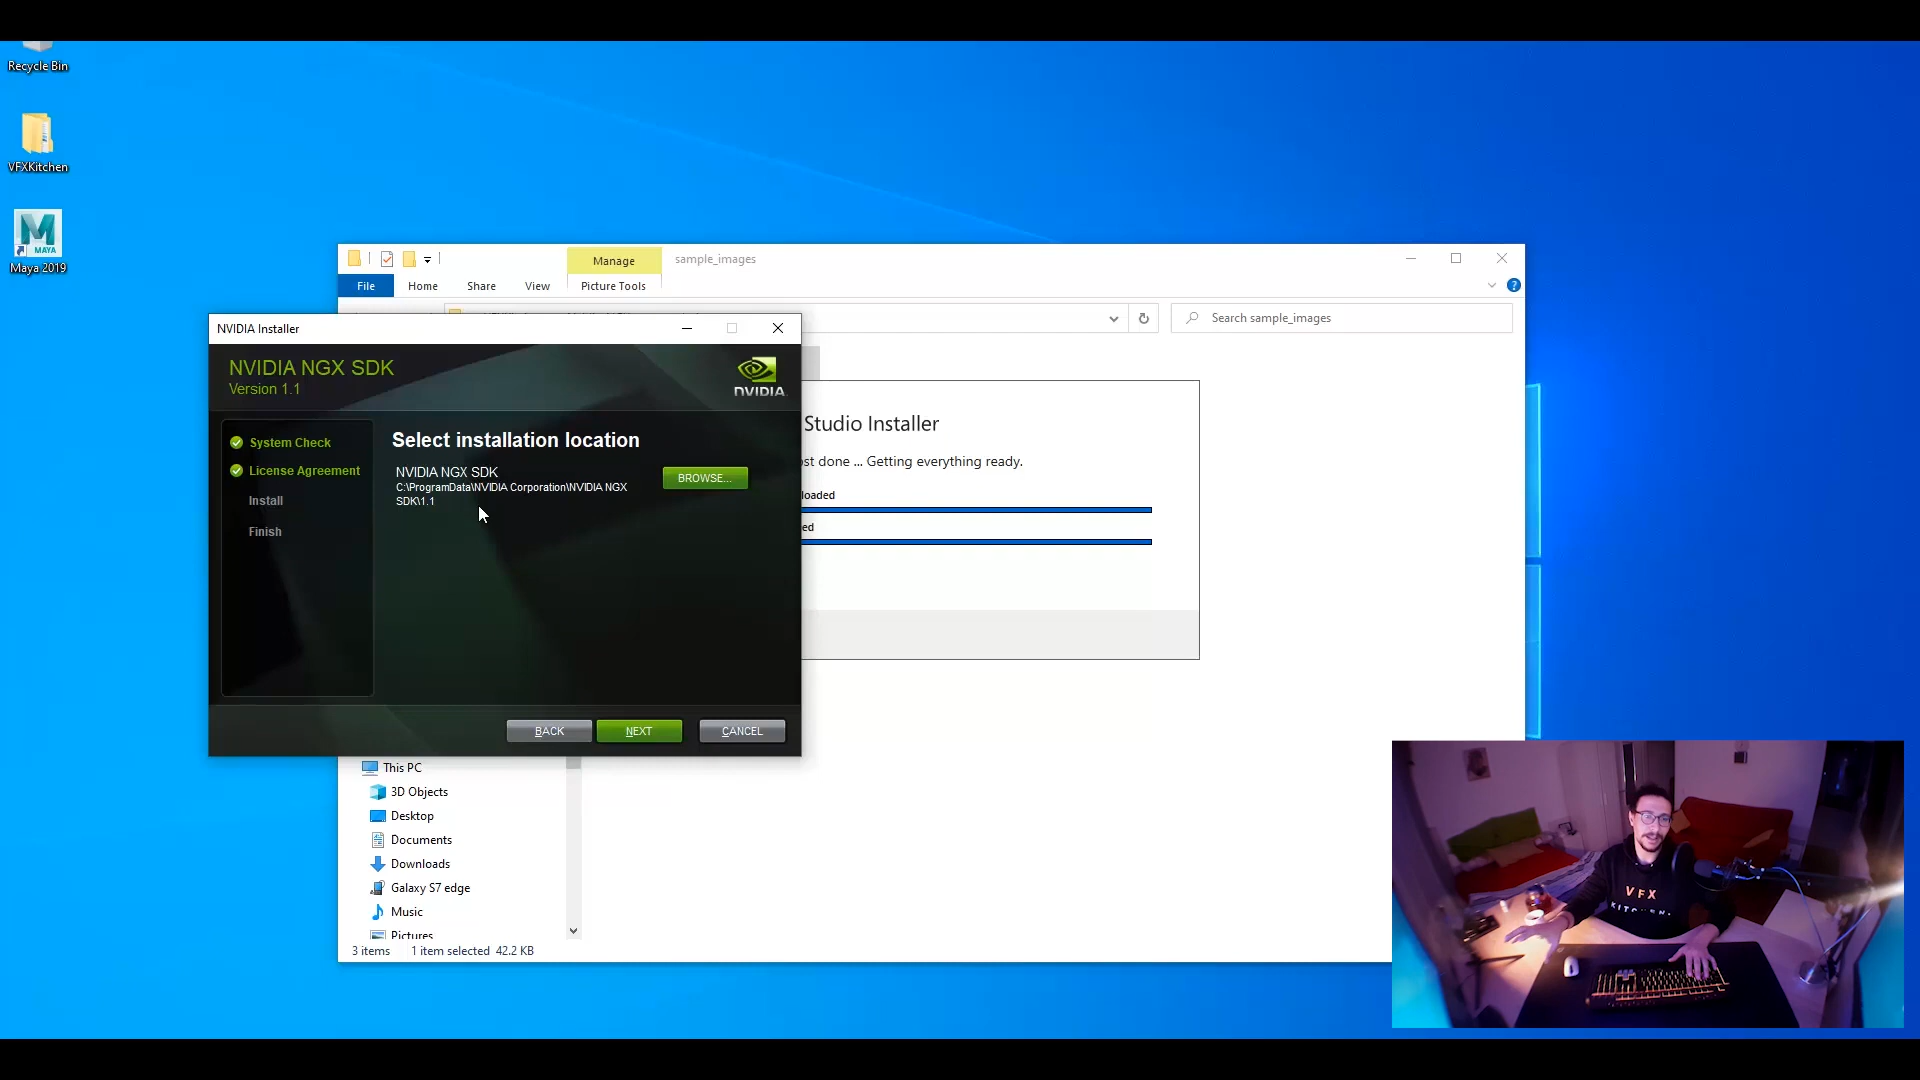 Recycle Bin
VFXKitchen
MAYA
Maya 2019
Manage
sample_images
File
Home
Share
View
Picture Tools
Search sample_images
NVIDIA Installer
NVIDIA NGX SDK
Version 1.1
NVIDIA.
System Check
License Agreement
Install
Finish
Select installation location
NVIDIA NGX SDK
C:\ProgramData\NVIDIA Corporation\NVIDIA NGX
SDK\1.1
BROWSE...
BACK
NEXT
CANCEL
Studio Installer
ost done ... Getting everything ready.
loaded
ed
This PC
3D Objects
Desktop
Documents
Downloads
Galaxy S7 edge
Music
Pictures
3 items
1 item selected 42.2 KB
VFX
KITCHEN.